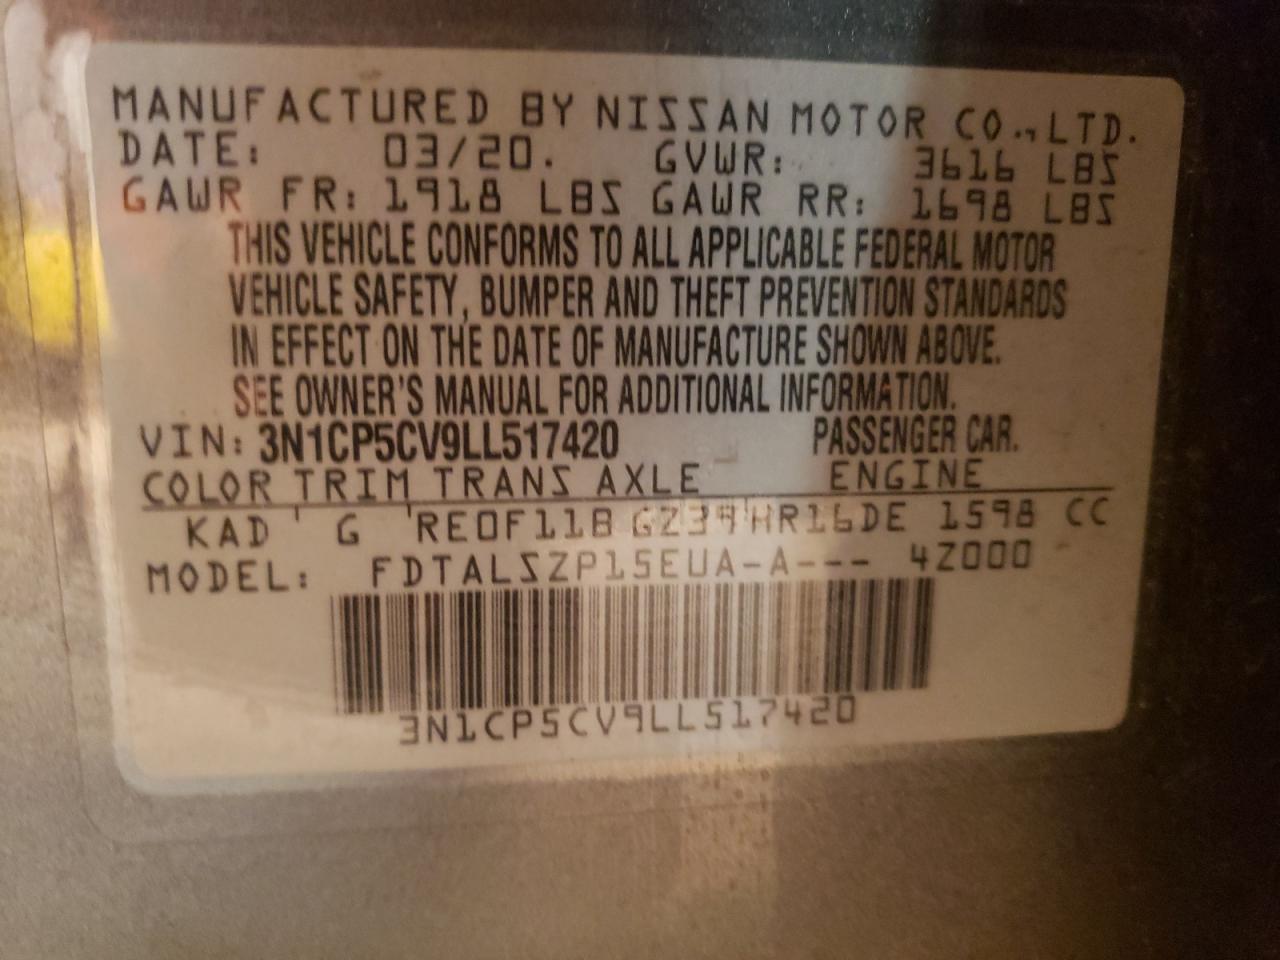 MANUFACTURED BY NISSAN MOTOR CO.,LTD.
DATE: 03/20. GVWR: 3616 LBS
GAWR FR: 1918 LBS GAWR RR: 1698 LBS
THIS VEHICLE CONFORMS TO ALL APPLICABLE FEDERAL MOTOR
VEHICLE SAFETY, BUMPER AND THEFT PREVENTION STANDARDS
IN EFFECT ON THE DATE OF MANUFACTURE SHOWN ABOVE.
SEE OWNER'S MANUAL FOR ADDITIONAL INFORMATION.
VIN: 3N1CP5CV9LL517420 PASSENGER CAR.
COLOR TRIM TRANS AXLE ENGINE
KAD G RE0F11B GZ39 HR16DE 1598 CC
MODEL: FDTALSZP15EUA-A--- 4Z000
3N1CP5CV9LL517420